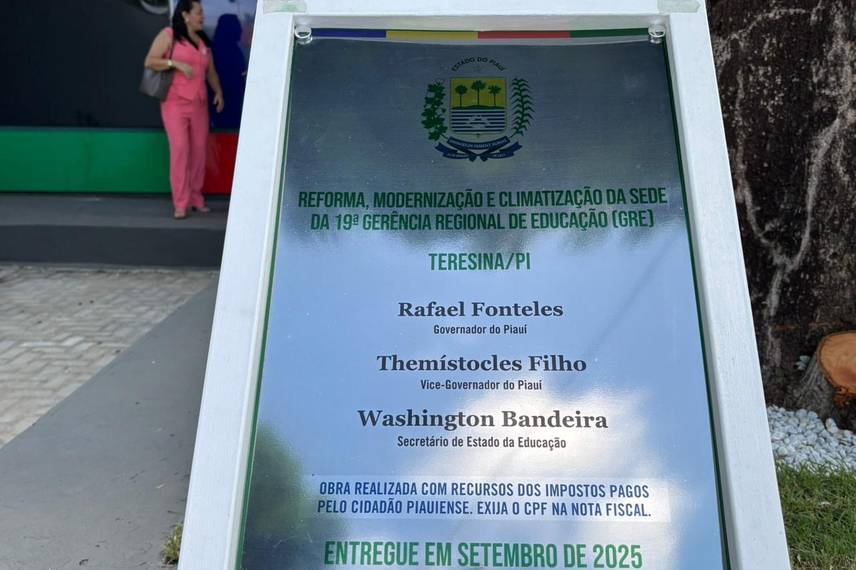 ESTADO DO PIAUÍ
REFORMA, MODERNIZAÇÃO E CLIMATIZAÇÃO DA SEDE
DA 19ª GERÊNCIA REGIONAL DE EDUCAÇÃO (GRE)
TERESINA/PI
Rafael Fonteles
Governador do Piauí
Themístocles Filho
Vice-Governador do Piauí
Washington Bandeira
Secretário de Estado da Educação
OBRA REALIZADA COM RECURSOS DOS IMPOSTOS PAGOS
PELO CIDADÃO PIAUIENSE. EXIJA O CPF NA NOTA FISCAL.
ENTREGUE EM SETEMBRO DE 2025